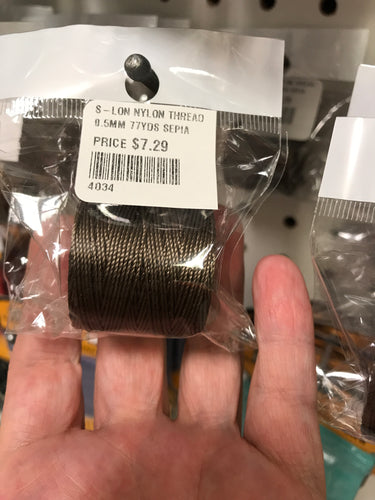 S-LON NYLON THREAD
0.5MM 77YDS SEPIA
PRICE $7.29
4034